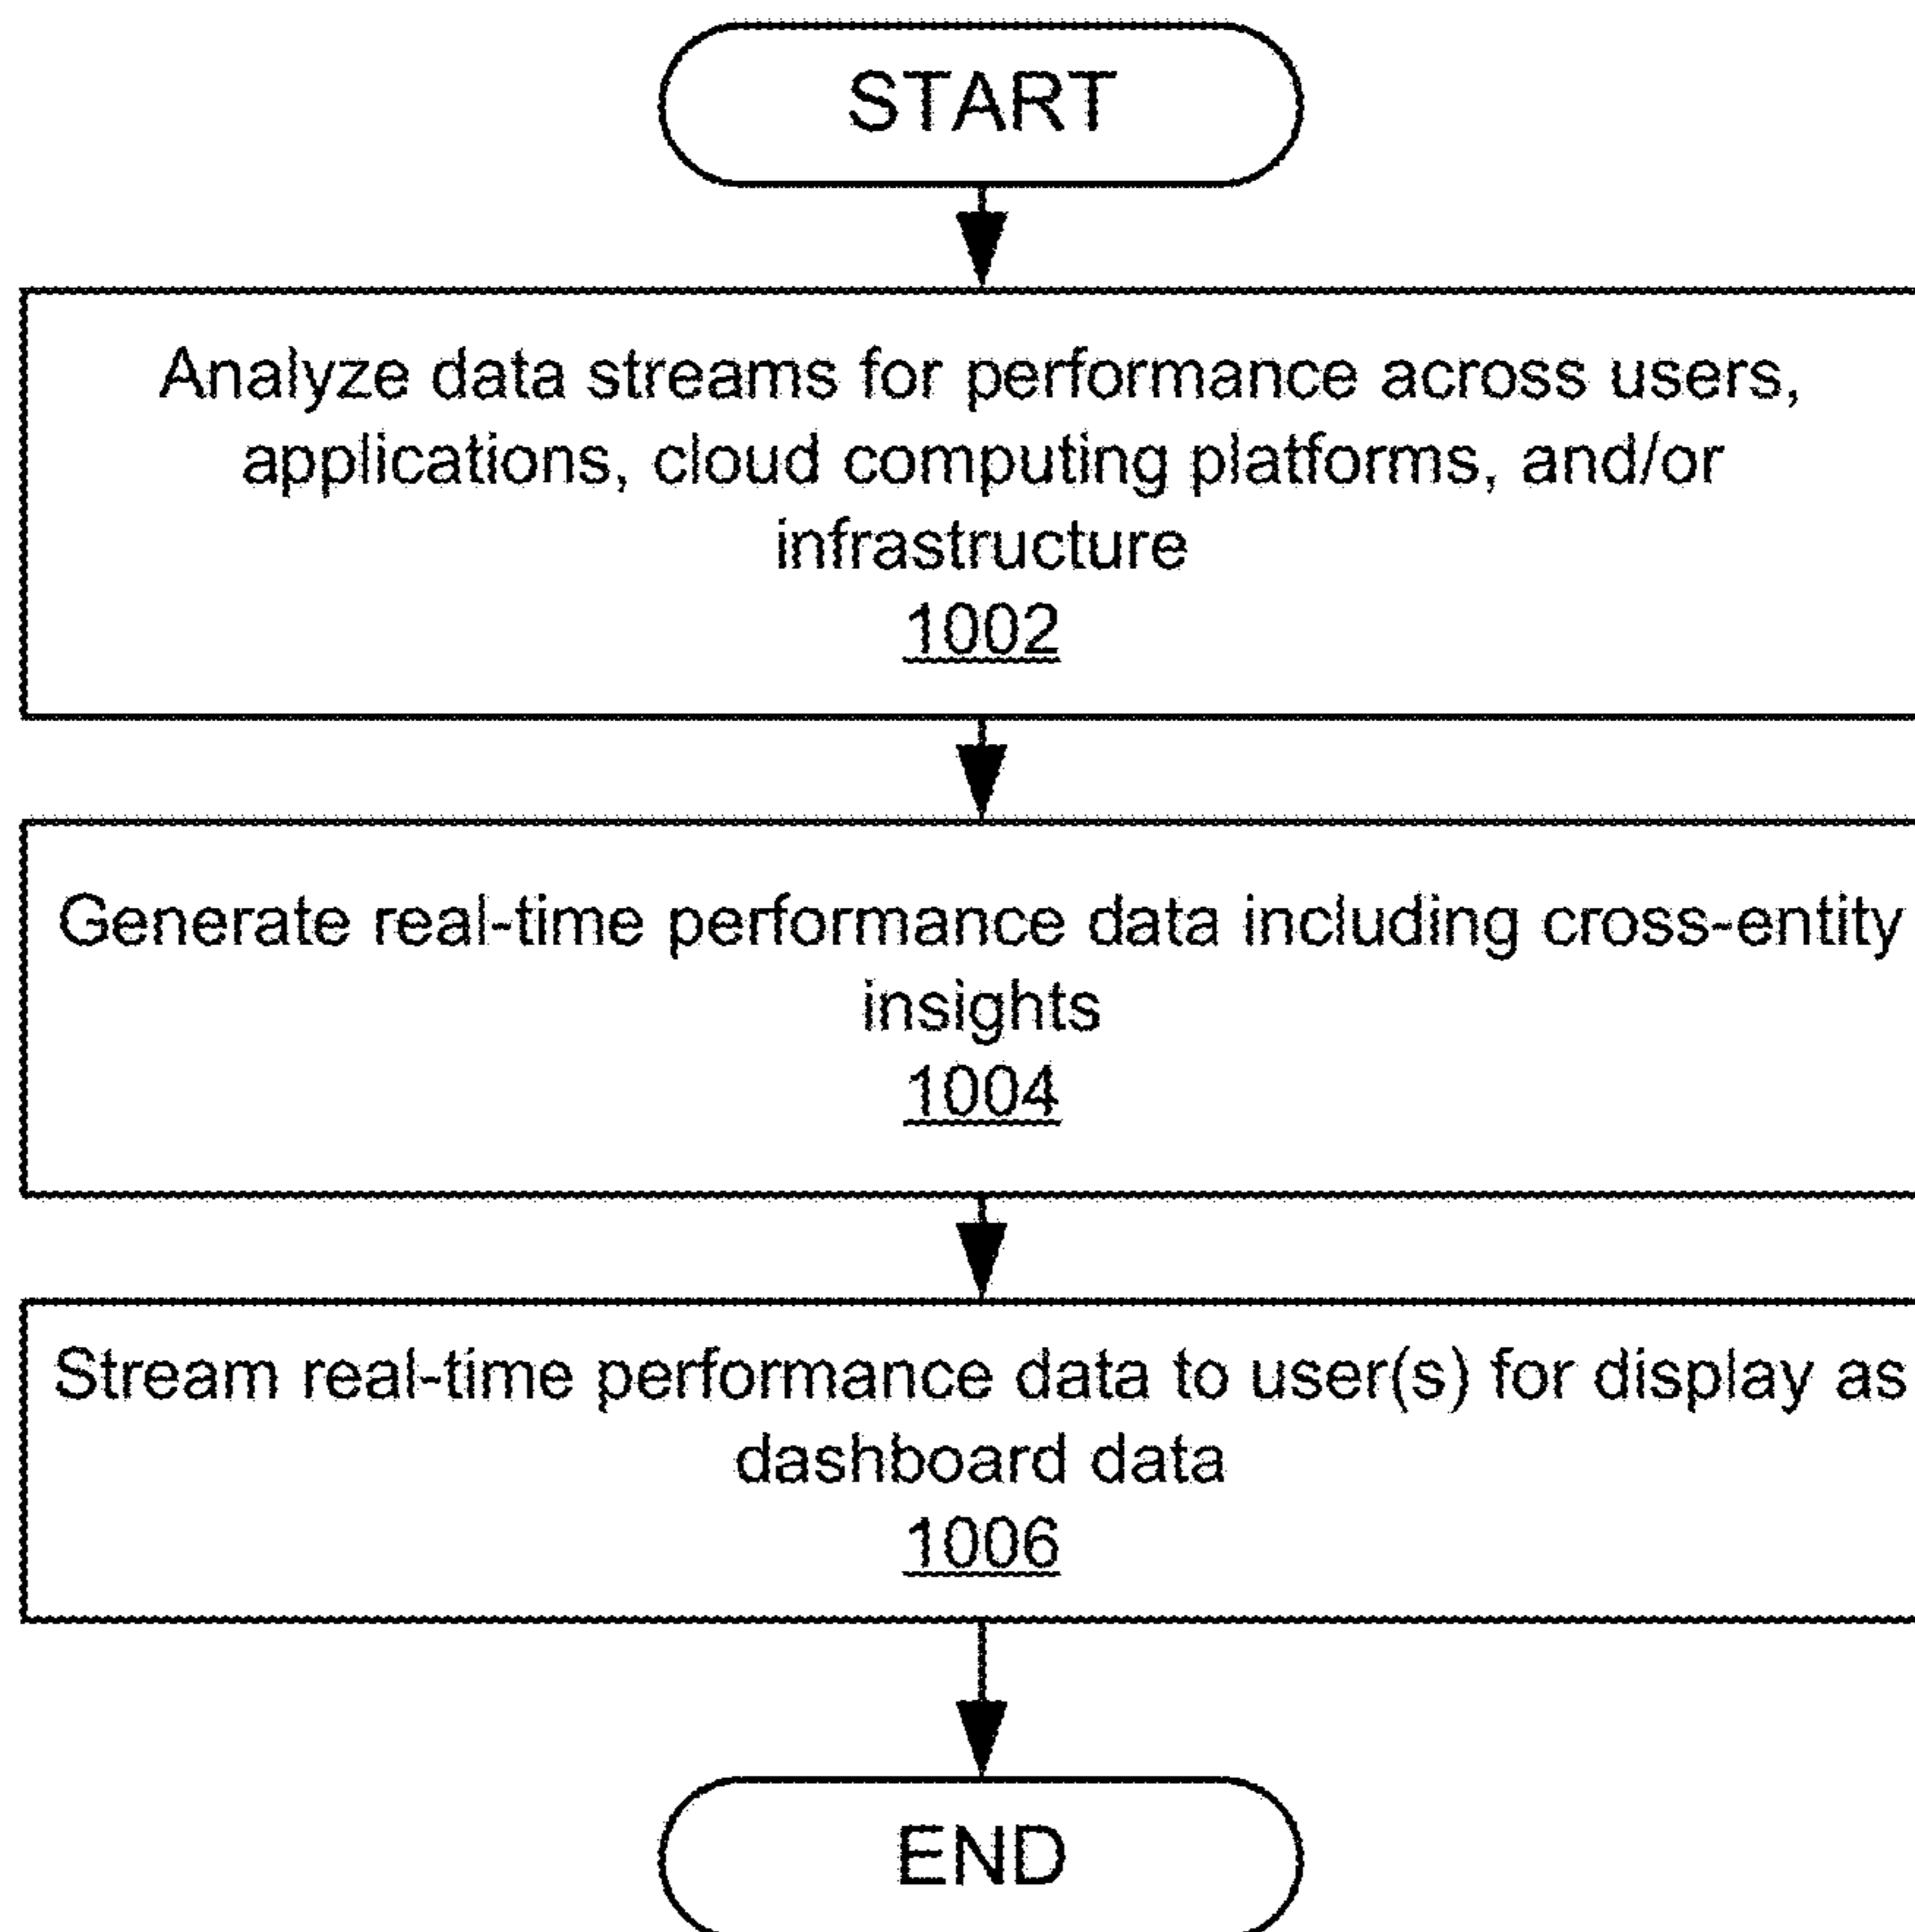 START
Analyze data streams for performance across users,
applications, cloud computing platforms, and/or
infrastructure
1002
Generate real-time performance data including cross-entity
insights
1004
Stream real-time performance data to user(s) for display as
dashboard data
1006
END